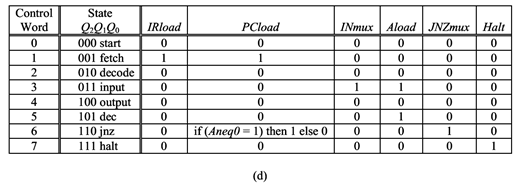 Control Word State Q2Q1Q0 IRload PCload INmux Aload JNZmux Halt
0 000 start 0 0 0 0 0 0
1 001 fetch 1 1 0 0 0 0
2 010 decode 0 0 0 0 0 0
3 011 input 0 0 1 1 0 0
4 100 output 0 0 0 0 0 0
5 101 dec 0 0 0 1 0 0
6 110 jnz 0 if (Aneq0 = 1) then 1 else 0 0 0 1 0
7 111 halt 0 0 0 0 0 1
(d)